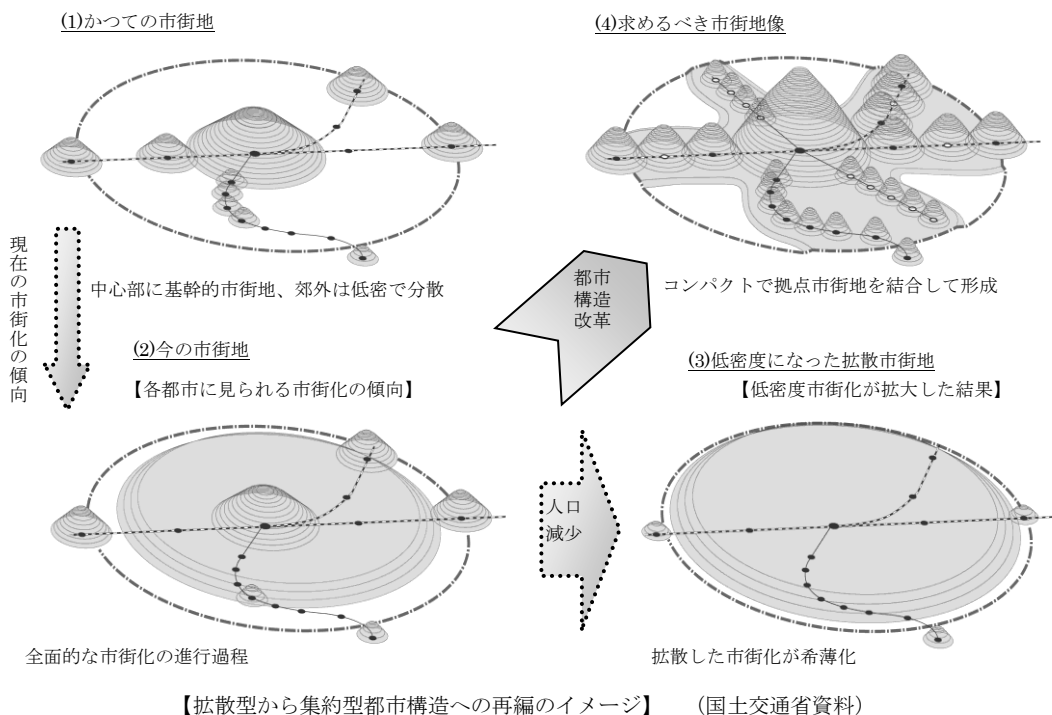 (1)かつての市街地
中心部に基幹的市街地、郊外は低密で分散
現在の市街化の傾向
(2)今の市街地
【各都市に見られる市街化の傾向】
全面的な市街化の進行過程
人口
減少
(3)低密度になった拡散市街地
【低密度市街化が拡大した結果】
拡散した市街化が希薄化
都市
構造
改革
(4)求めるべき市街地像
コンパクトで拠点市街地を結合して形成
【拡散型から集約型都市構造への再編のイメージ】 (国土交通省資料)